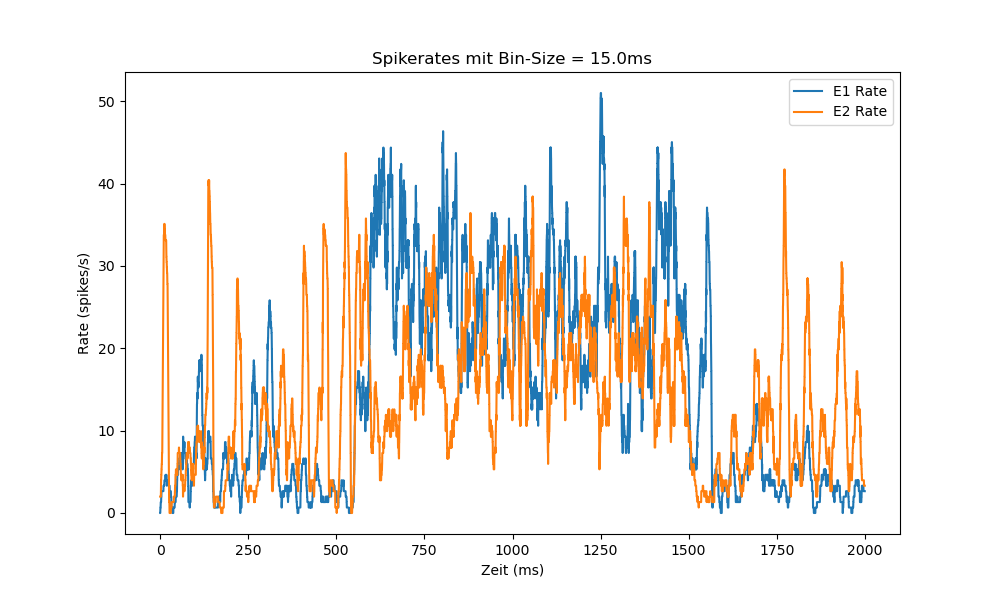 Spikerates mit Bin-Size = 15.0ms
E1 Rate
E2 Rate
Rate (spikes/s)
50
40
30
20
10
0
0 250 500 750 1000 1250 1500 1750 2000
Zeit (ms)